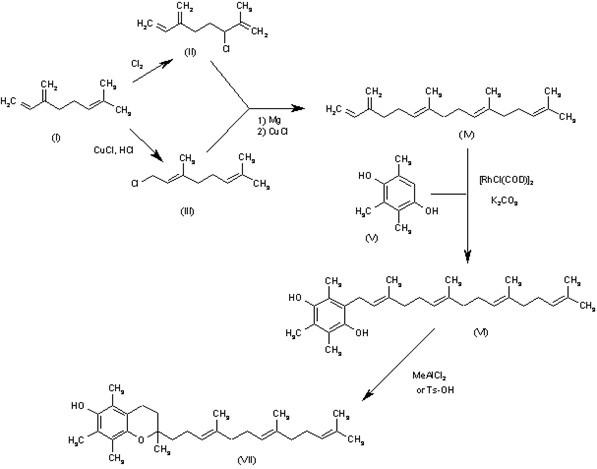 CH₂ CH₃
H₂C CH₂
Cl
(II)
Cl₂
CH₂ CH₃
H₂C CH₃
(I)
CuCl, HCl
1) Mg
2) CuCl
CH₃ CH₃
Cl CH₃
(III)
CH₂ CH₃ CH₃ CH₃
H₂C CH₃
(IV)
CH₃
HO
OH
H₃C
CH₃
(V)
[RhCl(COD)]₂
K₂CO₃
CH₃ CH₃ CH₃ CH₃ CH₃
HO CH₃
H₃C OH
CH₃
(VI)
MeAlCl₂
or Ts-OH
CH₃
HO CH₃ CH₃ CH₃
H₃C O CH₃ CH₃
CH₃
(VII)